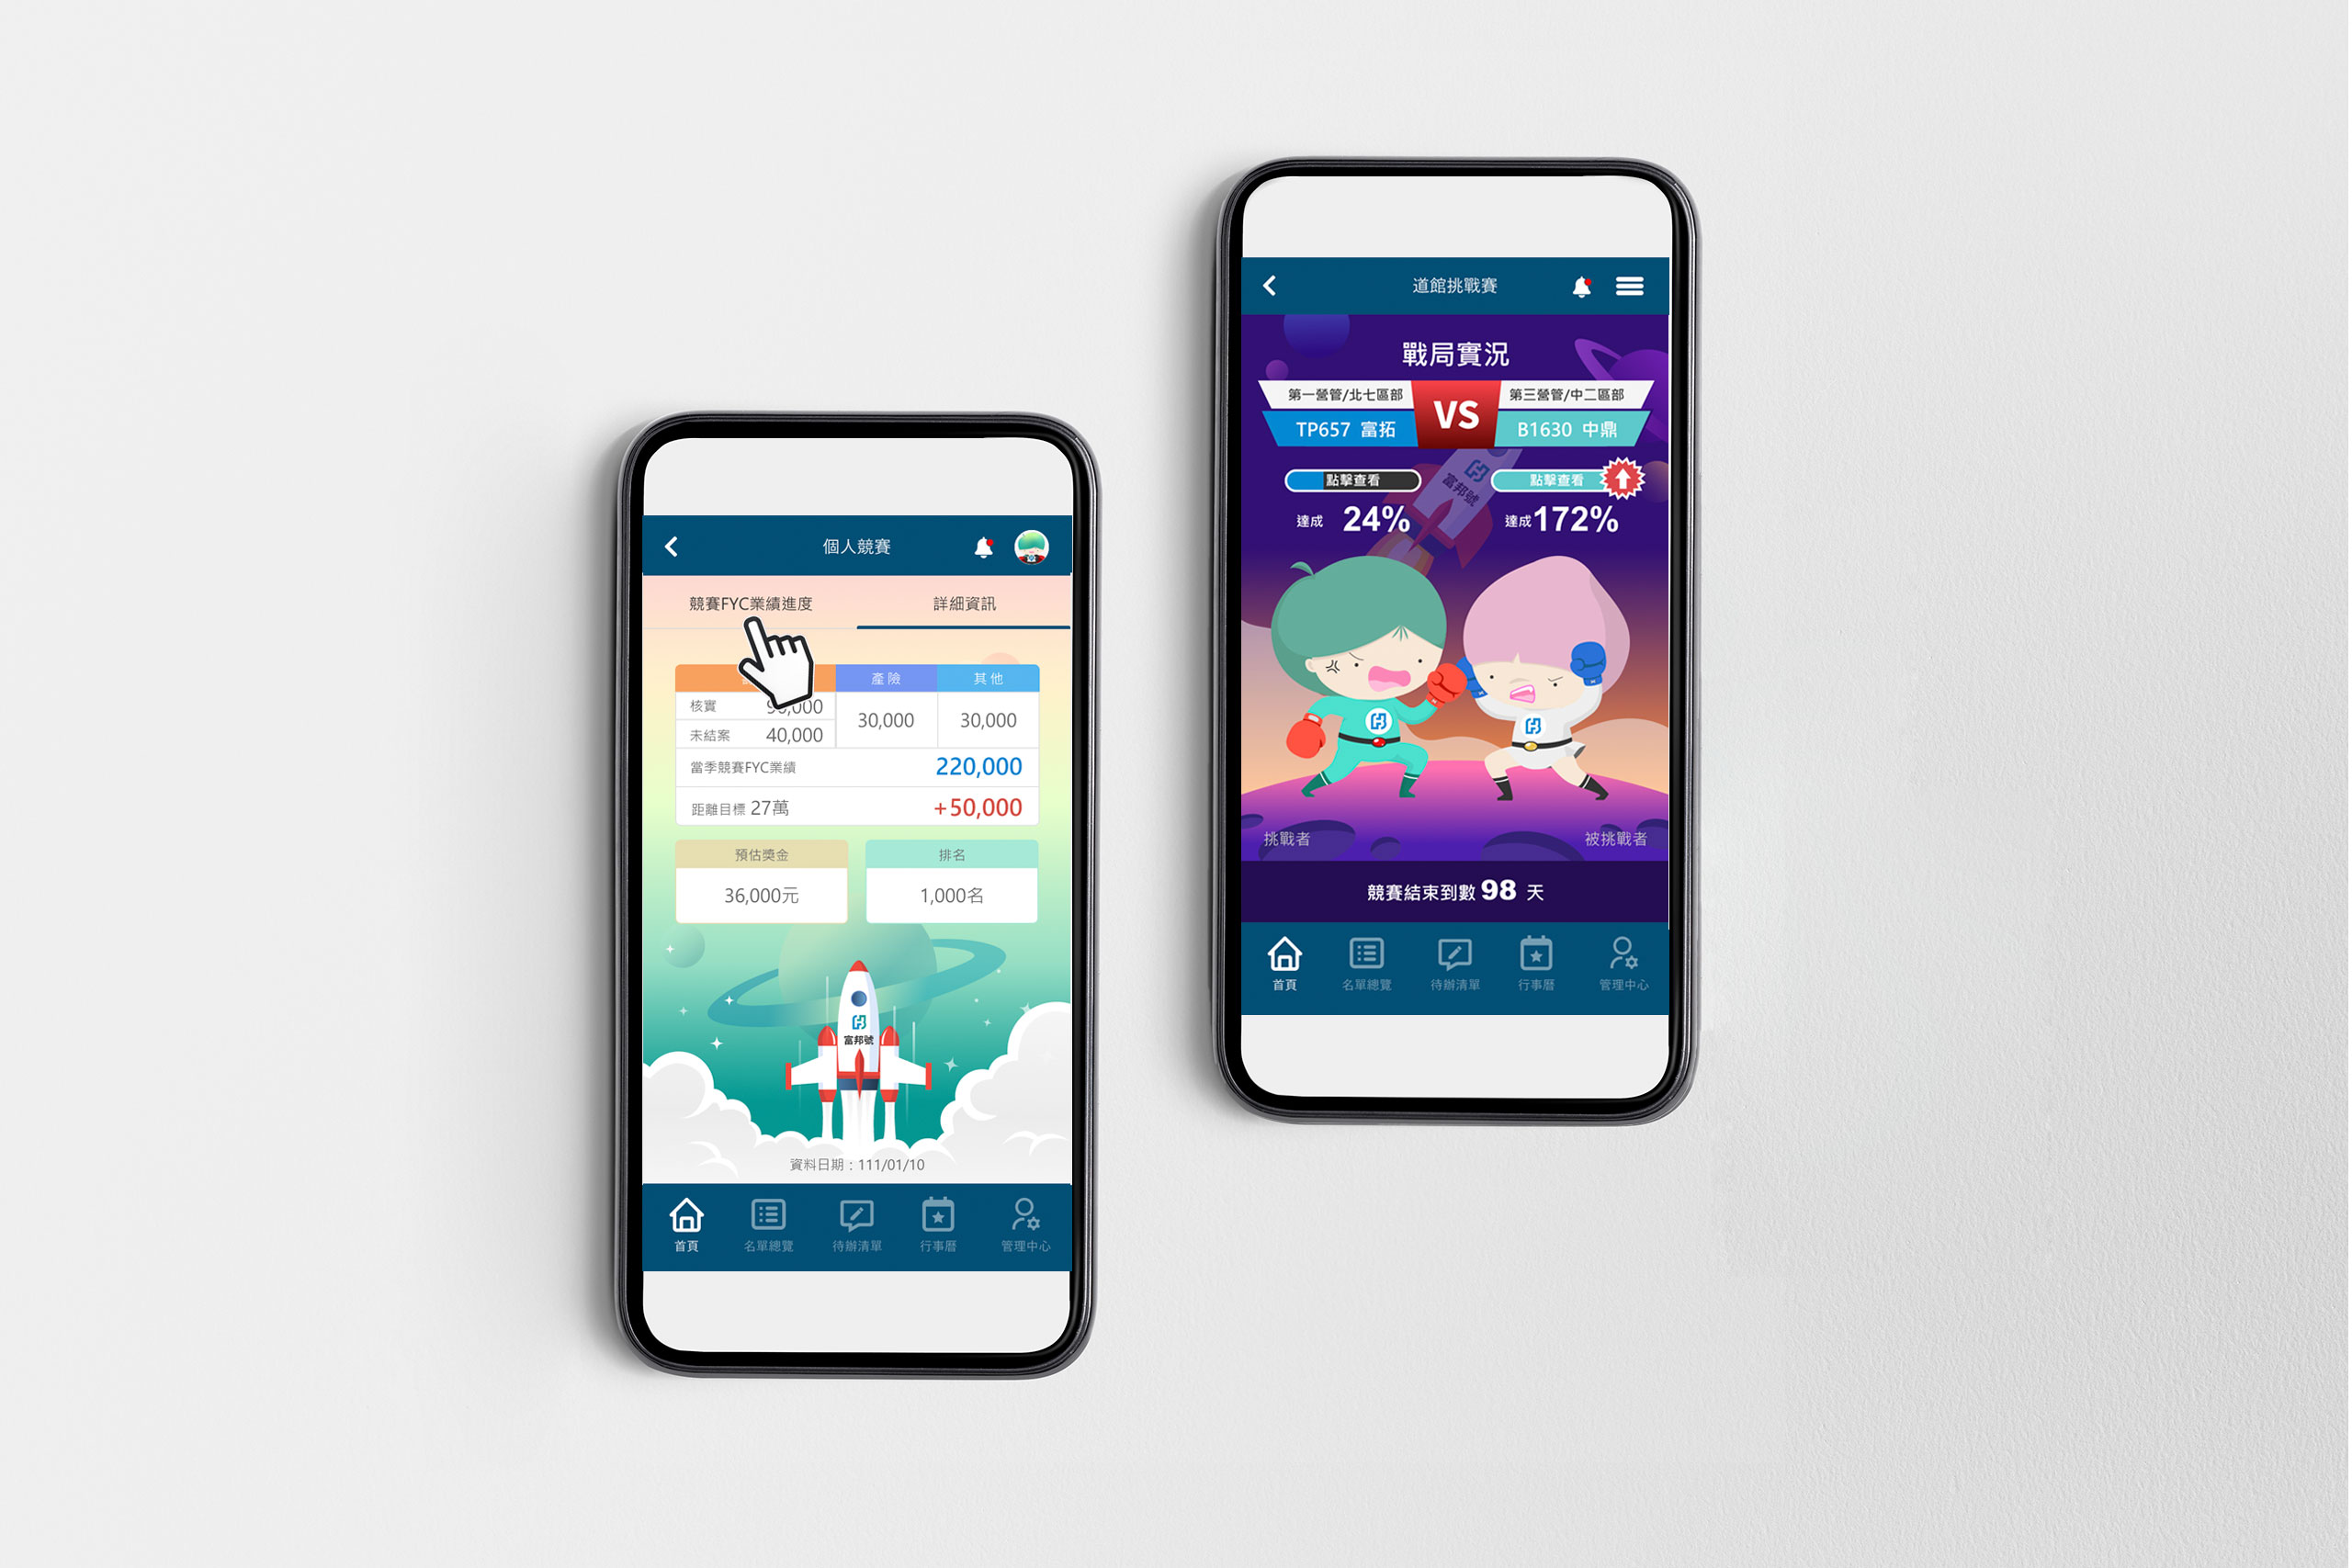 個人競賽
競賽FYC業績進度
詳細資訊
產險
其他
核實
未結案 40,000
30,000
30,000
當季競賽FYC業績 220,000
距離目標 27萬 +50,000
預估獎金
36,000元
排名
1,000名
富邦號
資料日期：111/01/10
首頁
名單總覽
待辦清單
行事曆
管理中心
道館挑戰賽
戰局實況
第一營管/北七區部
TP657 富拓
VS
第三營管/中二區部
B1630 中鼎
點擊查看
點擊查看
富邦號
達成 24%
達成 172%
挑戰者
被挑戰者
競賽結束到數 98 天
首頁
名單總覽
待辦清單
行事曆
管理中心